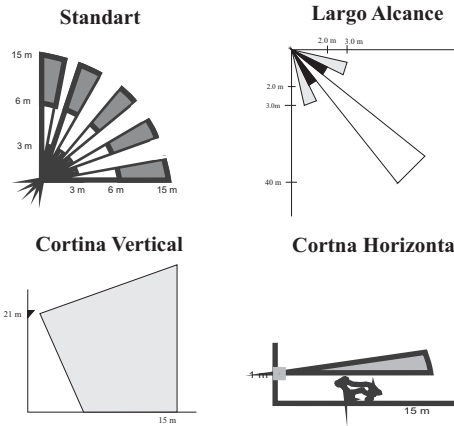 Standart
15 m
6 m
3 m
3 m 6 m 15 m
Largo Alcance
2.0 m 3.0 m
2.0 m
3.0m
40 m
Cortina Vertical
21 m
15 m
Cortna Horizonta
1 m
15 m